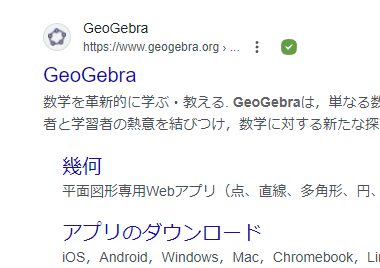 GeoGebra
https://www.geogebra.org › ...
GeoGebra
数学を革新的に学ぶ・教える. GeoGebraは，単なる数
者と学習者の熱意を結びつけ，数学に対する新たな探
幾何
平面図形専用Webアプリ（点、直線、多角形、円、
アプリのダウンロード
iOS，Android，Windows，Mac，Chromebook，Li